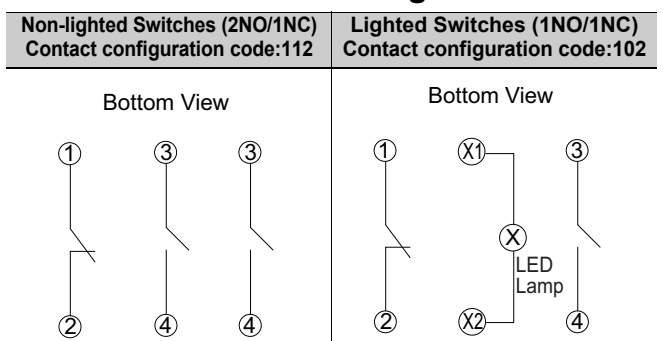 Non-lighted Switches (2NO/1NC)
Contact configuration code:112
Lighted Switches (1NO/1NC)
Contact configuration code:102
Bottom View
1 3 3
2 4 4
Bottom View
1 X1 3
X
LED
Lamp
2 X2 4